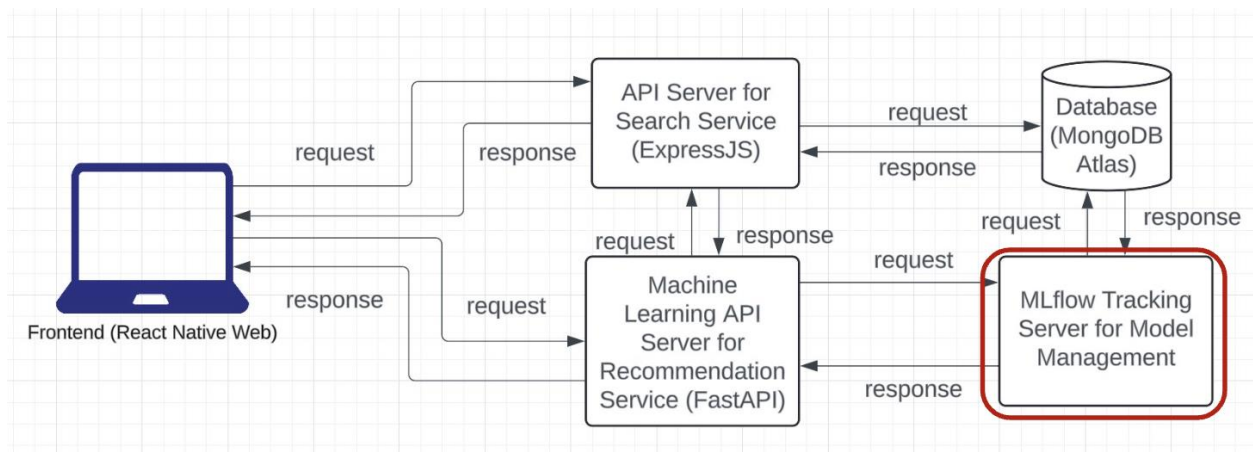 API Server for
Search Service
(ExpressJS)
request
response
request
response
Database
(MongoDB
Atlas)
Frontend (React Native Web)
response
request
request
response
Machine
Learning API
Server for
Recommendation
Service (FastAPI)
request
response
request
response
MLflow Tracking
Server for Model
Management